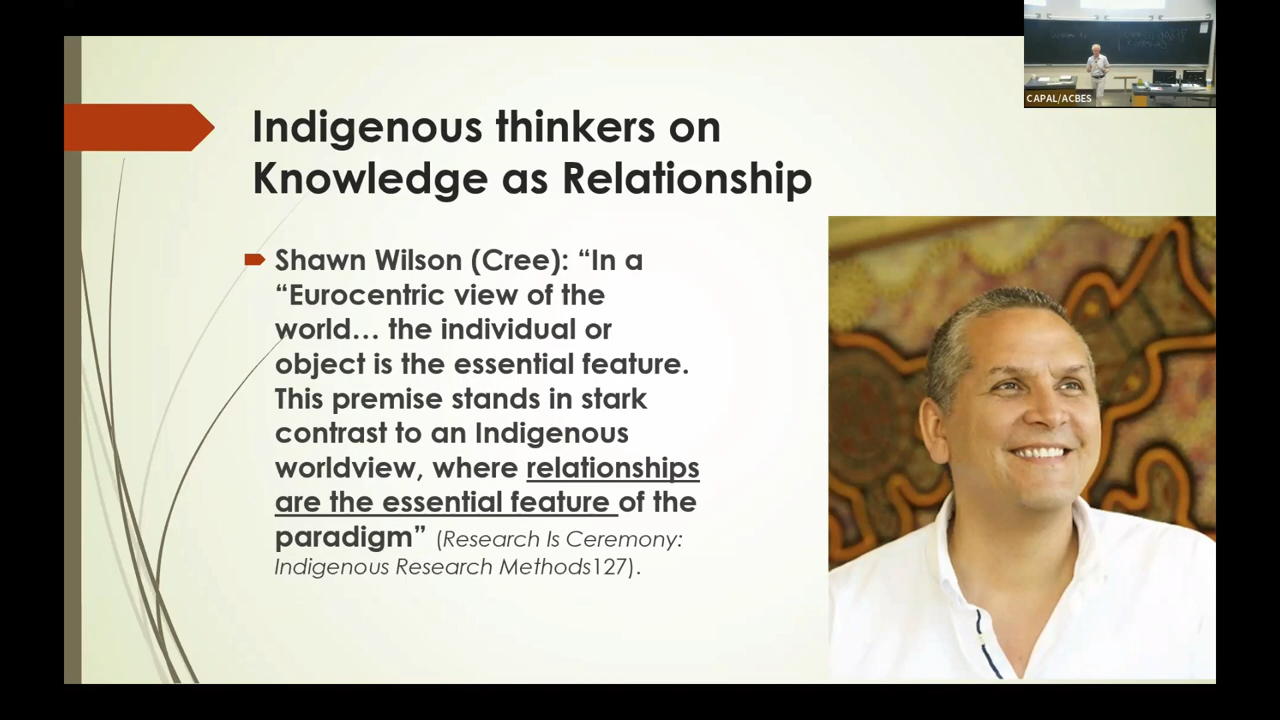 CAPAL/ACBES
Indigenous thinkers on
Knowledge as Relationship
Shawn Wilson (Cree): “In a
“Eurocentric view of the
world… the individual or
object is the essential feature.
This premise stands in stark
contrast to an Indigenous
worldview, where relationships
are the essential feature of the
paradigm” (Research Is Ceremony:
Indigenous Research Methods127).